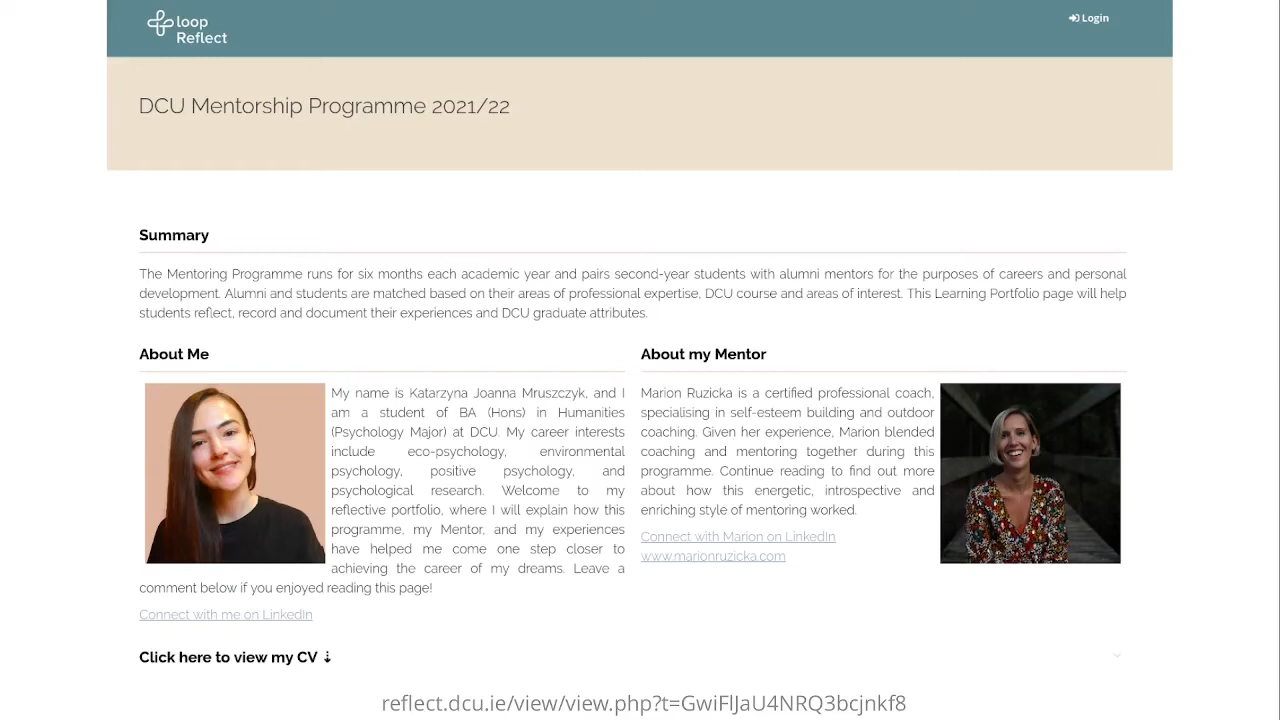 loop
Reflect
Login
DCU Mentorship Programme 2021/22
Summary
The Mentoring Programme runs for six months each academic year and pairs second-year students with alumni mentors for the purposes of careers and personal
development. Alumni and students are matched based on their areas of professional expertise, DCU course and areas of interest. This Learning Portfolio page will help
students reflect, record and document their experiences and DCU graduate attributes.
About Me
My name is Katarzyna Joanna Mruszczyk, and I
am a student of BA (Hons) in Humanities
(Psychology Major) at DCU. My career interests
include eco-psychology, environmental
psychology, positive psychology, and
psychological research. Welcome to my
reflective portfolio, where I will explain how this
programme, my Mentor, and my experiences
have helped me come one step closer to
achieving the career of my dreams. Leave a
comment below if you enjoyed reading this page!
Connect with me on LinkedIn
About my Mentor
Marion Ruzicka is a certified professional coach,
specialising in self-esteem building and outdoor
coaching. Given her experience, Marion blended
coaching and mentoring together during this
programme. Continue reading to find out more
about how this energetic, introspective and
enriching style of mentoring worked.
Connect with Marion on LinkedIn
www.marionruzicka.com
Click here to view my CV ⇣
reflect.dcu.ie/view/view.php?t=GwiFlJaU4NRQ3bcjnkf8